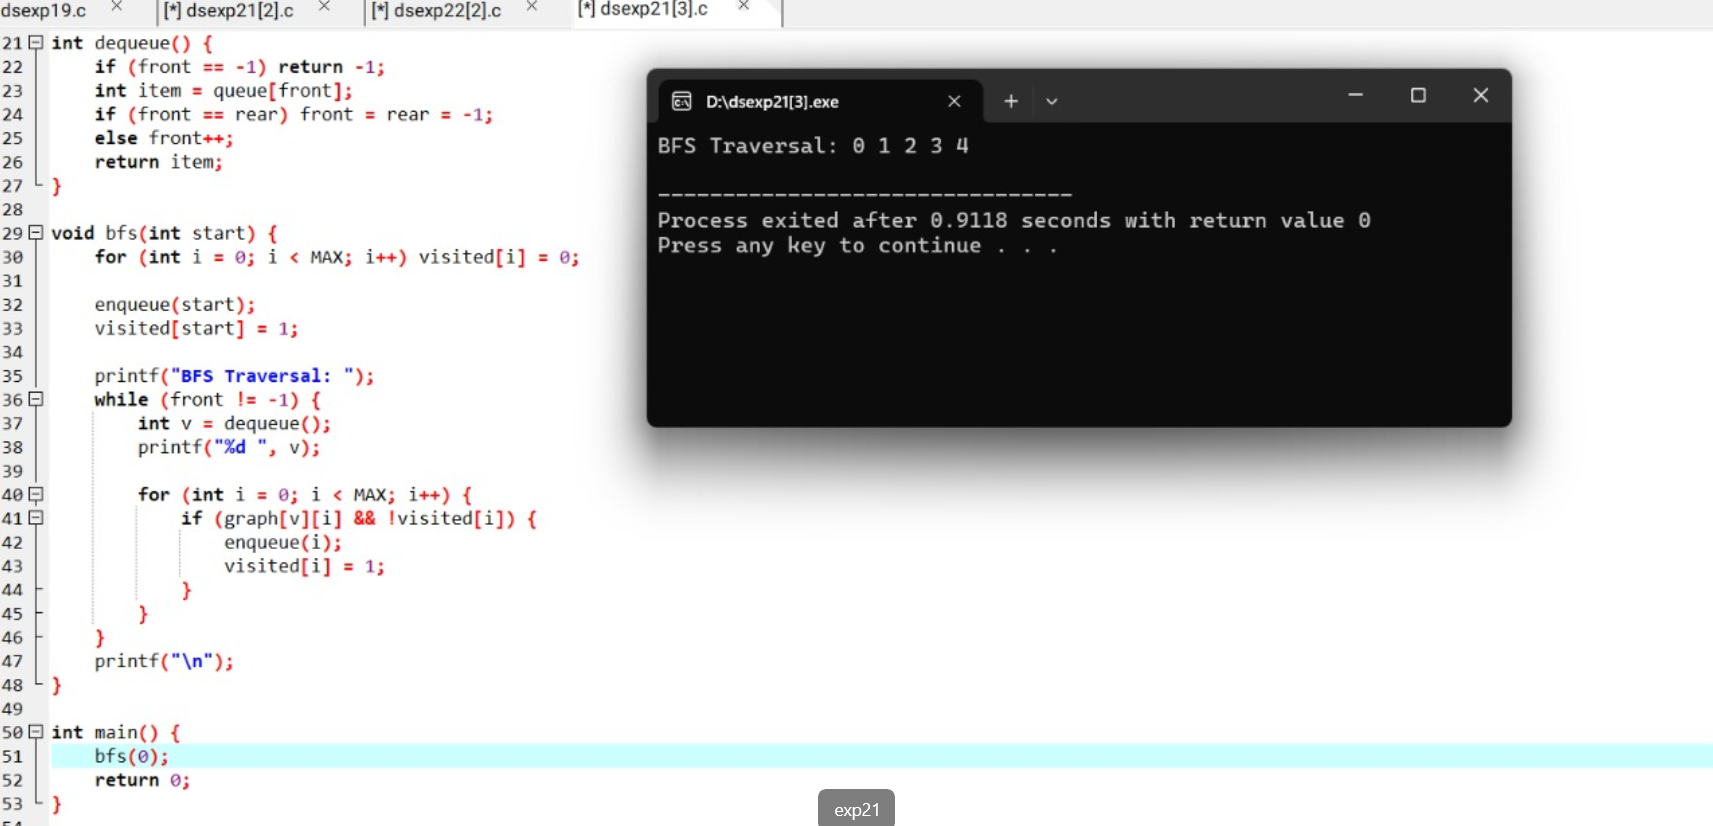 dsexp19.c × [*] dsexp21[2].c × [*] dsexp22[2].c × [*] dsexp21[3].c ×
21 int dequeue() {
22 if (front == -1) return -1;
23 int item = queue[front];
24 if (front == rear) front = rear = -1;
25 else front++;
26 return item;
27 }
28
29 void bfs(int start) {
30 for (int i = 0; i < MAX; i++) visited[i] = 0;
31
32 enqueue(start);
33 visited[start] = 1;
34
35 printf("BFS Traversal: ");
36 while (front != -1) {
37 int v = dequeue();
38 printf("%d ", v);
39
40 for (int i = 0; i < MAX; i++) {
41 if (graph[v][i] && !visited[i]) {
42 enqueue(i);
43 visited[i] = 1;
44 }
45 }
46 }
47 printf("\n");
48 }
49
50 int main() {
51 bfs(0);
52 return 0;
53 }
D:\dsexp21[3].exe
BFS Traversal: 0 1 2 3 4
--------------------------------
Process exited after 0.9118 seconds with return value 0
Press any key to continue . . .
exp21